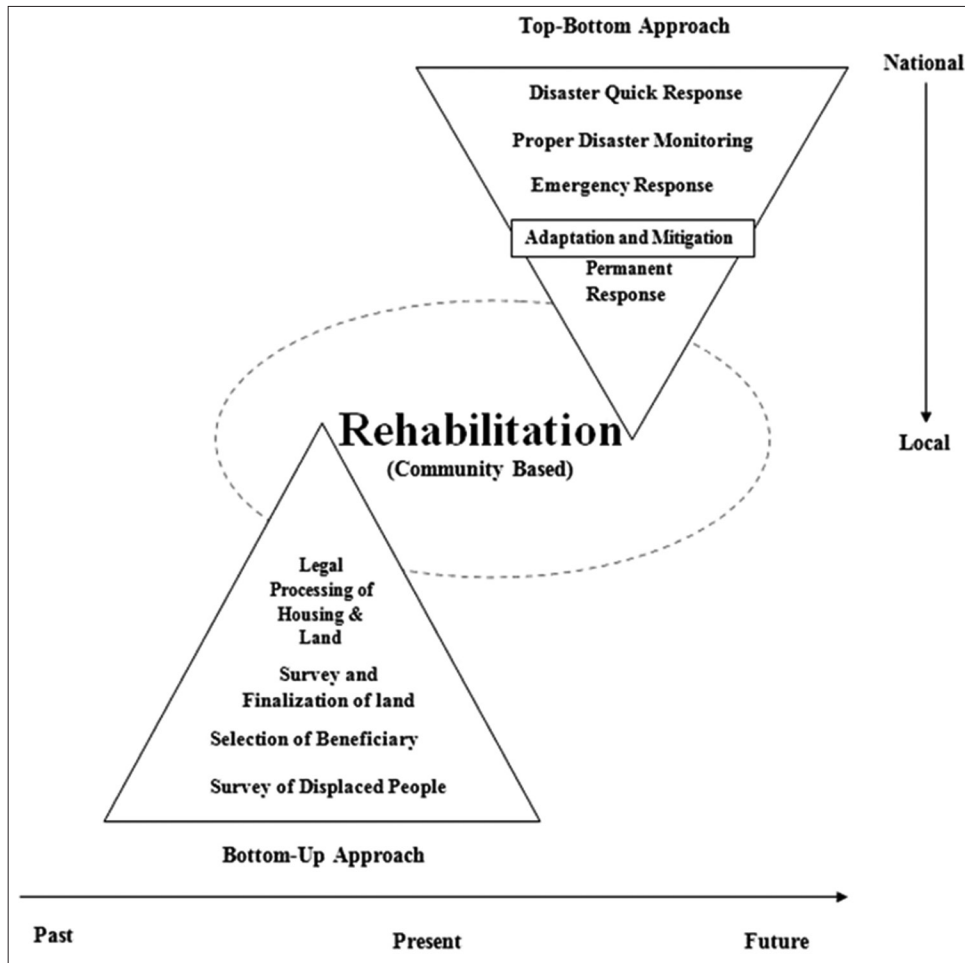 Top-Bottom Approach
National
Disaster Quick Response
Proper Disaster Monitoring
Emergency Response
Adaptation and Mitigation
Permanent
Response
Rehabilitation
(Community Based)
Local
Legal
Processing of
Housing &
Land
Survey and
Finalization of land
Selection of Beneficiary
Survey of Displaced People
Bottom-Up Approach
Past
Present
Future